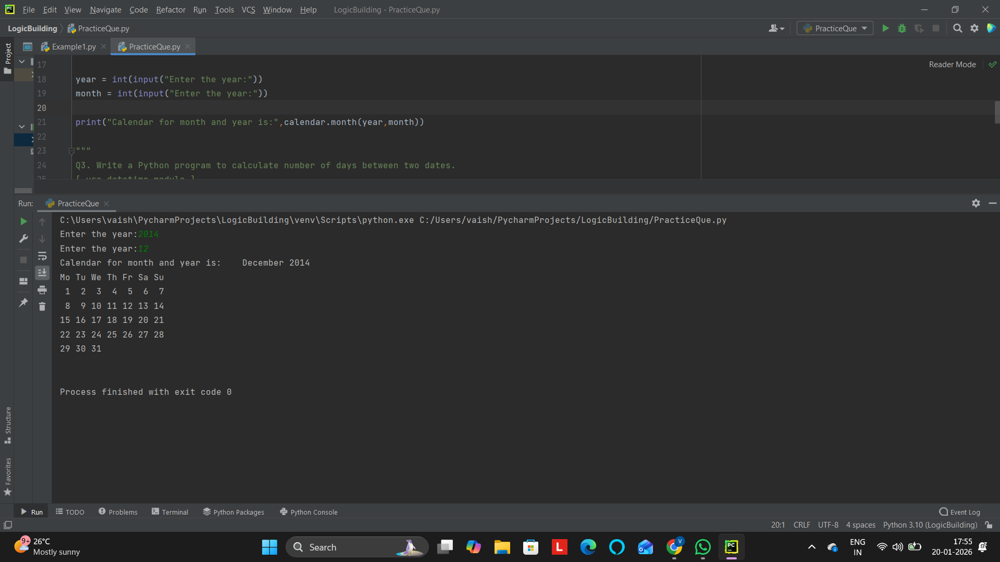 File Edit View Navigate Code Refactor Run Tools VCS Window Help LogicBuilding - PracticeQue.py
LogicBuilding PracticeQue.py
PracticeQue
Project
Example1.py
PracticeQue.py
Reader Mode
17
18 year = int(input("Enter the year:"))
19 month = int(input("Enter the year:"))
20
21 print("Calendar for month and year is:",calendar.month(year,month))
22
23 """
24 Q3. Write a Python program to calculate number of days between two dates.
25 [ use datetime module ]
Run: PracticeQue
C:\Users\vaish\PycharmProjects\LogicBuilding\venv\Scripts\python.exe C:/Users/vaish/PycharmProjects/LogicBuilding/PracticeQue.py
Enter the year:2014
Enter the year:12
Calendar for month and year is:    December 2014
Mo Tu We Th Fr Sa Su
 1  2  3  4  5  6  7
 8  9 10 11 12 13 14
15 16 17 18 19 20 21
22 23 24 25 26 27 28
29 30 31
Process finished with exit code 0
Structure
Favorites
Run TODO Problems Terminal Python Packages Python Console Event Log
20:1 CRLF UTF-8 4 spaces Python 3.10 (LogicBuilding)
9+ 26°C
Mostly sunny
Search
L
V
PC
ENG
IN
17:55
20-01-2026